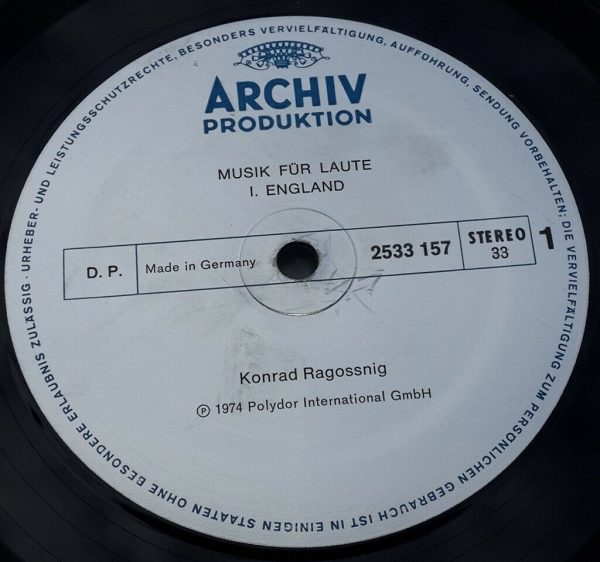 ARCHIV
PRODUKTION
MUSIK FÜR LAUTE
I. ENGLAND
D. P.
Made in Germany
2533 157
STEREO
33
1
Konrad Ragossnig
Ⓟ 1974 Polydor International GmbH
URHEBER- UND LEISTUNGSSCHUTZRECHTE, BESONDERS VERVIELFÄLTIGUNG, AUFFÜHRUNG, SENDUNG VORBEHALTEN; DIE VERVIELFÄLTIGUNG ZUM PERSÖNLICHEN GEBRAUCH IST IN EINIGEN STAATEN OHNE BESONDERE ERLAUBNIS ZULÄSSIG ·